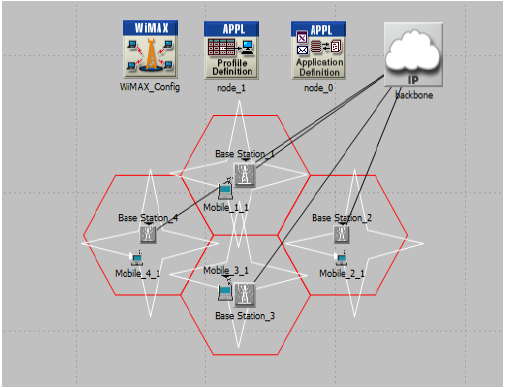 WiMAX
APPL
APPL
Profile
Definition
Application
Definition
WiMAX_Config
node_1
node_0
IP
backbone
Base Station_1
Mobile_1_1
Base Station_4
Base Station_2
Mobile_4_1
Mobile_3_1
Mobile_2_1
Base Station_3